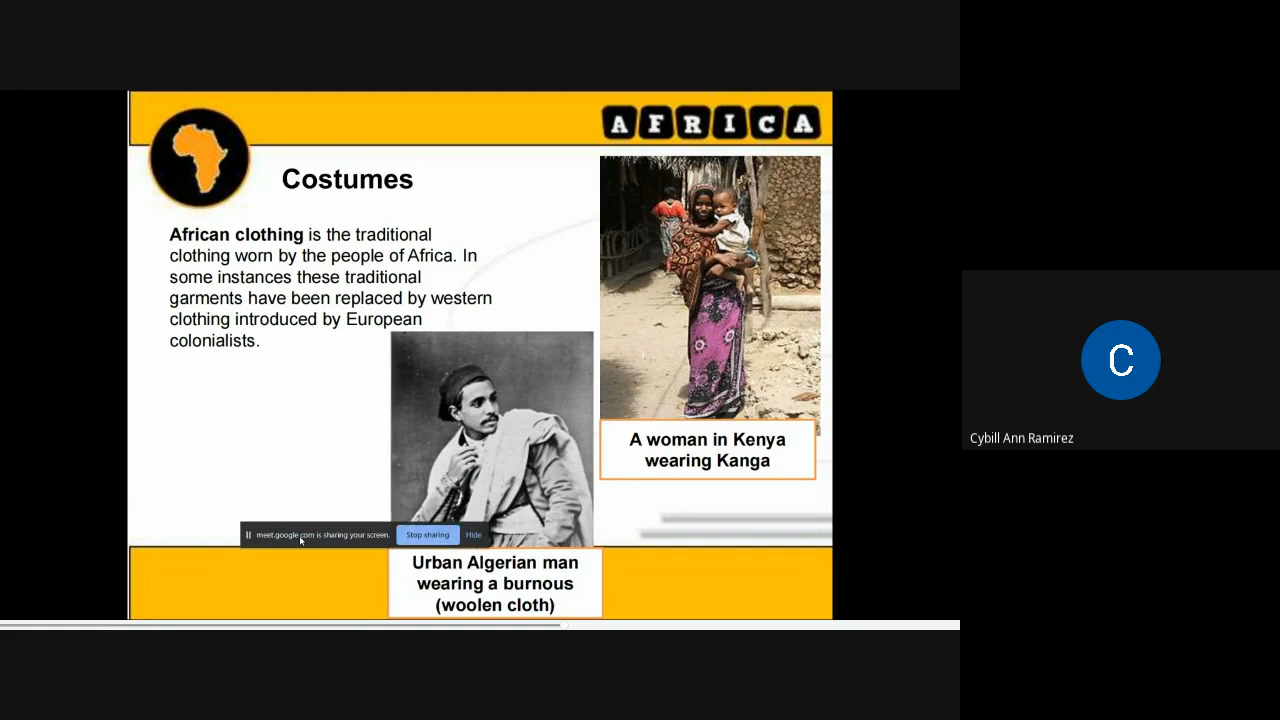 AFRICA
Costumes
African clothing is the traditional
clothing worn by the people of Africa. In
some instances these traditional
garments have been replaced by western
clothing introduced by European
colonialists.
A woman in Kenya
wearing Kanga
meet.google.com is sharing your screen.
Stop sharing
Hide
Urban Algerian man
wearing a burnous
(woolen cloth)
C
Cybill Ann Ramirez